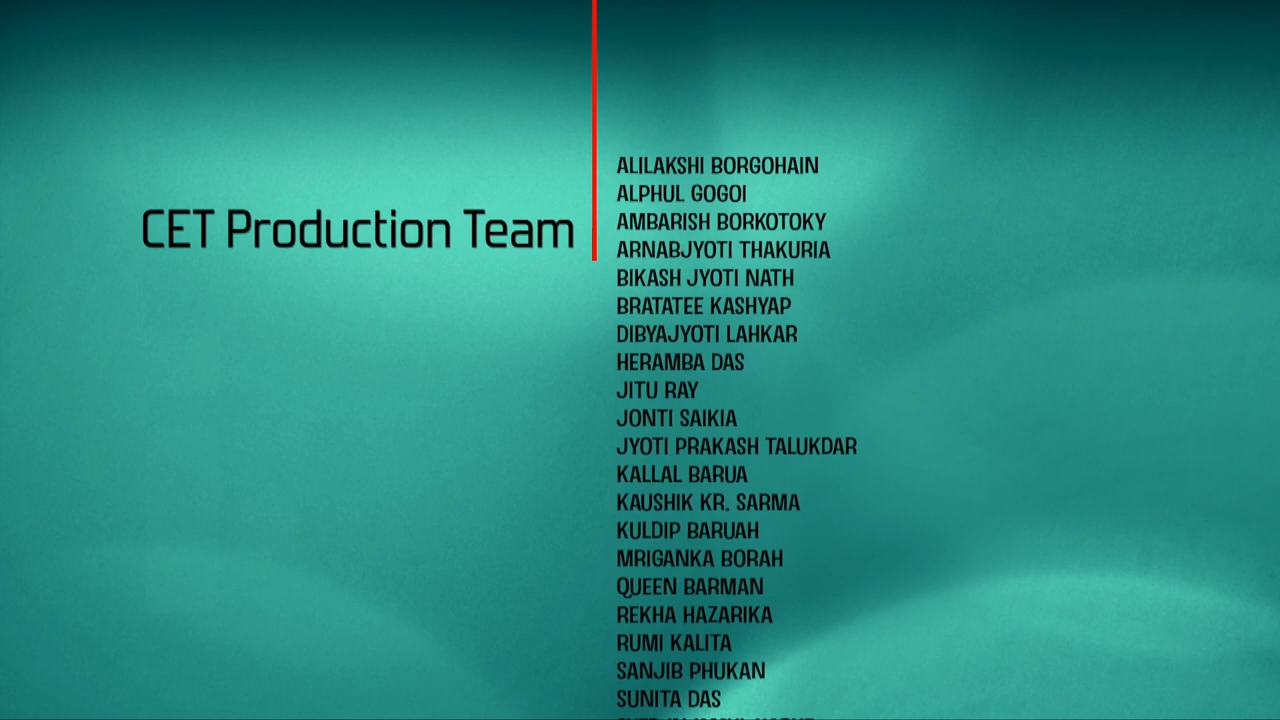 CET Production Team
ALILAKSHI BORGOHAIN
ALPHUL GOGOI
AMBARISH BORKOTOKY
ARNABJYOTI THAKURIA
BIKASH JYOTI NATH
BRATATEE KASHYAP
DIBYAJYOTI LAHKAR
HERAMBA DAS
JITU RAY
JONTI SAIKIA
JYOTI PRAKASH TALUKDAR
KALLAL BARUA
KAUSHIK KR. SARMA
KULDIP BARUAH
MRIGANKA BORAH
QUEEN BARMAN
REKHA HAZARIKA
RUMI KALITA
SANJIB PHUKAN
SUNITA DAS